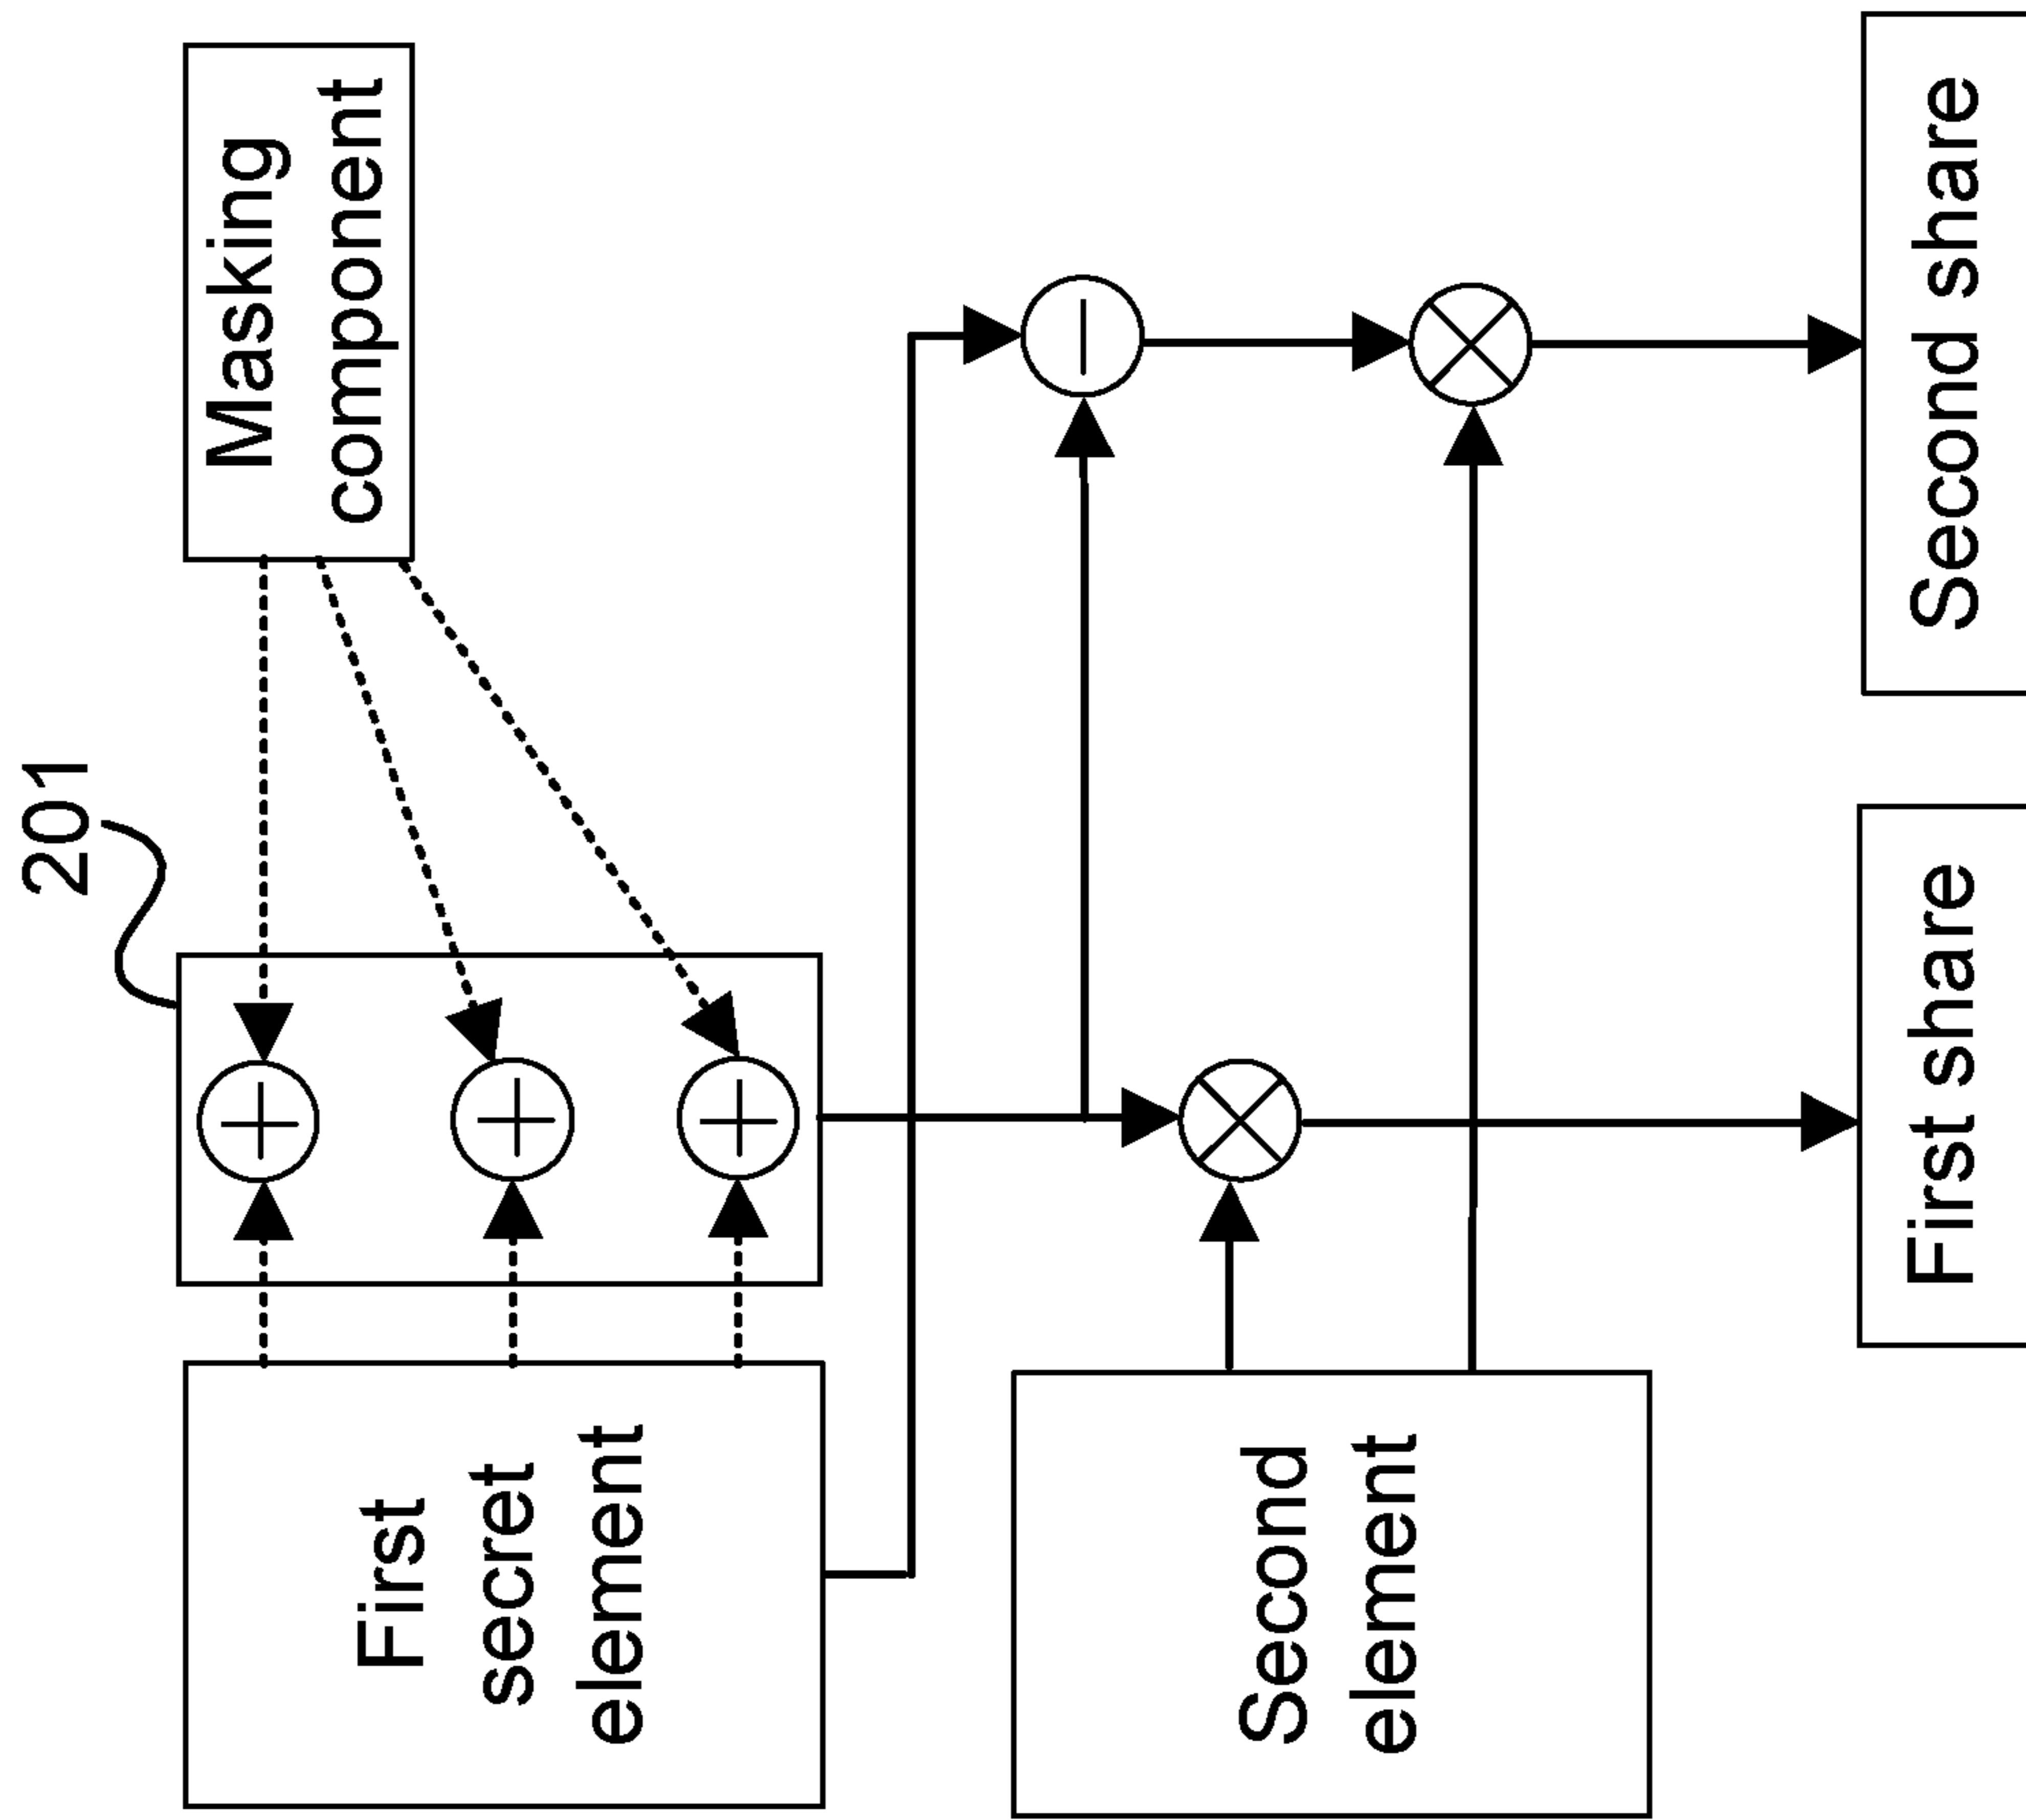 201
First
secret
element
Masking
component
Second
element
First share
Second share